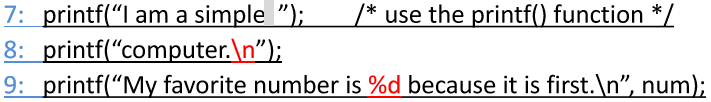 7: printf(“I am a simple ”); /* use the printf() function */
8: printf(“computer.\n”);
9: printf(“My favorite number is %d because it is first.\n”, num);